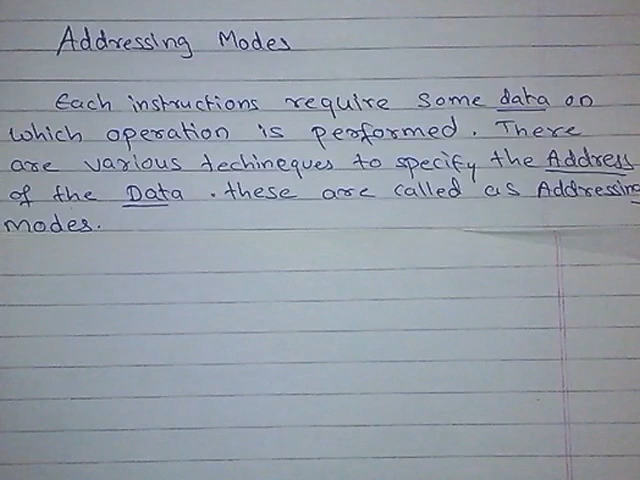 Addressing Modes
Each instructions require some data on
which operation is performed. There
are various techineques to specify the Address
of the Data. these are called as Addressing
modes.